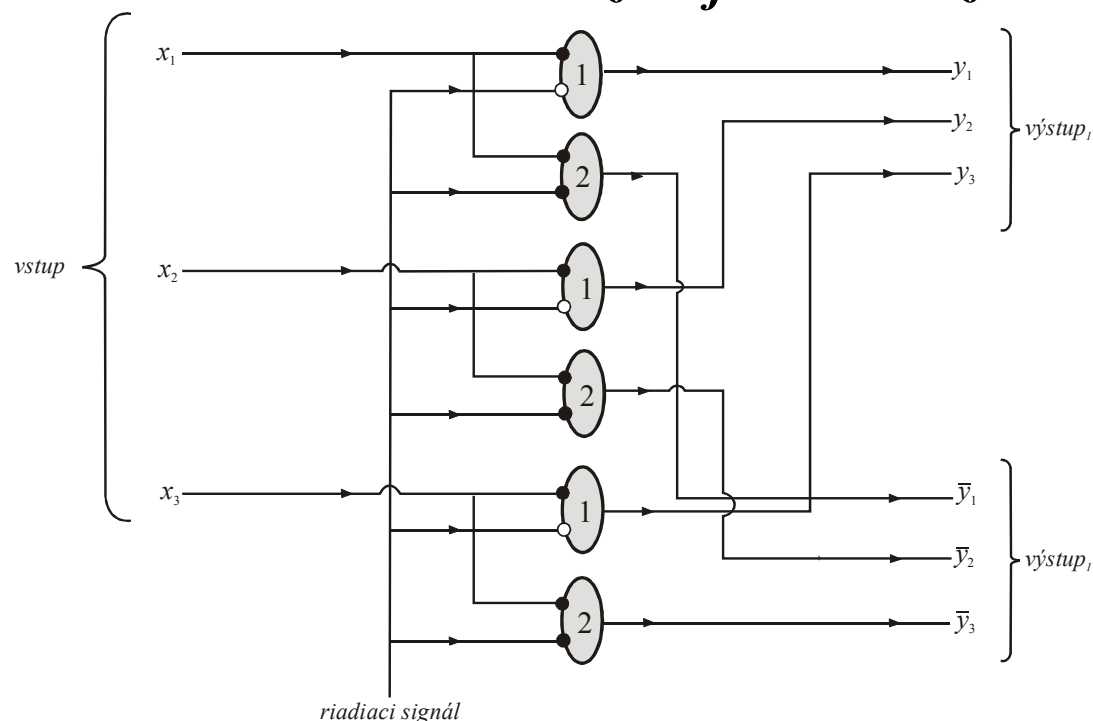 x₁
1
y₁
y₂
výstup₁
2
y₃
vstup
x₂
1
2
x₃
1
ȳ₁
ȳ₂
výstup₁
2
ȳ₃
riadiaci signál